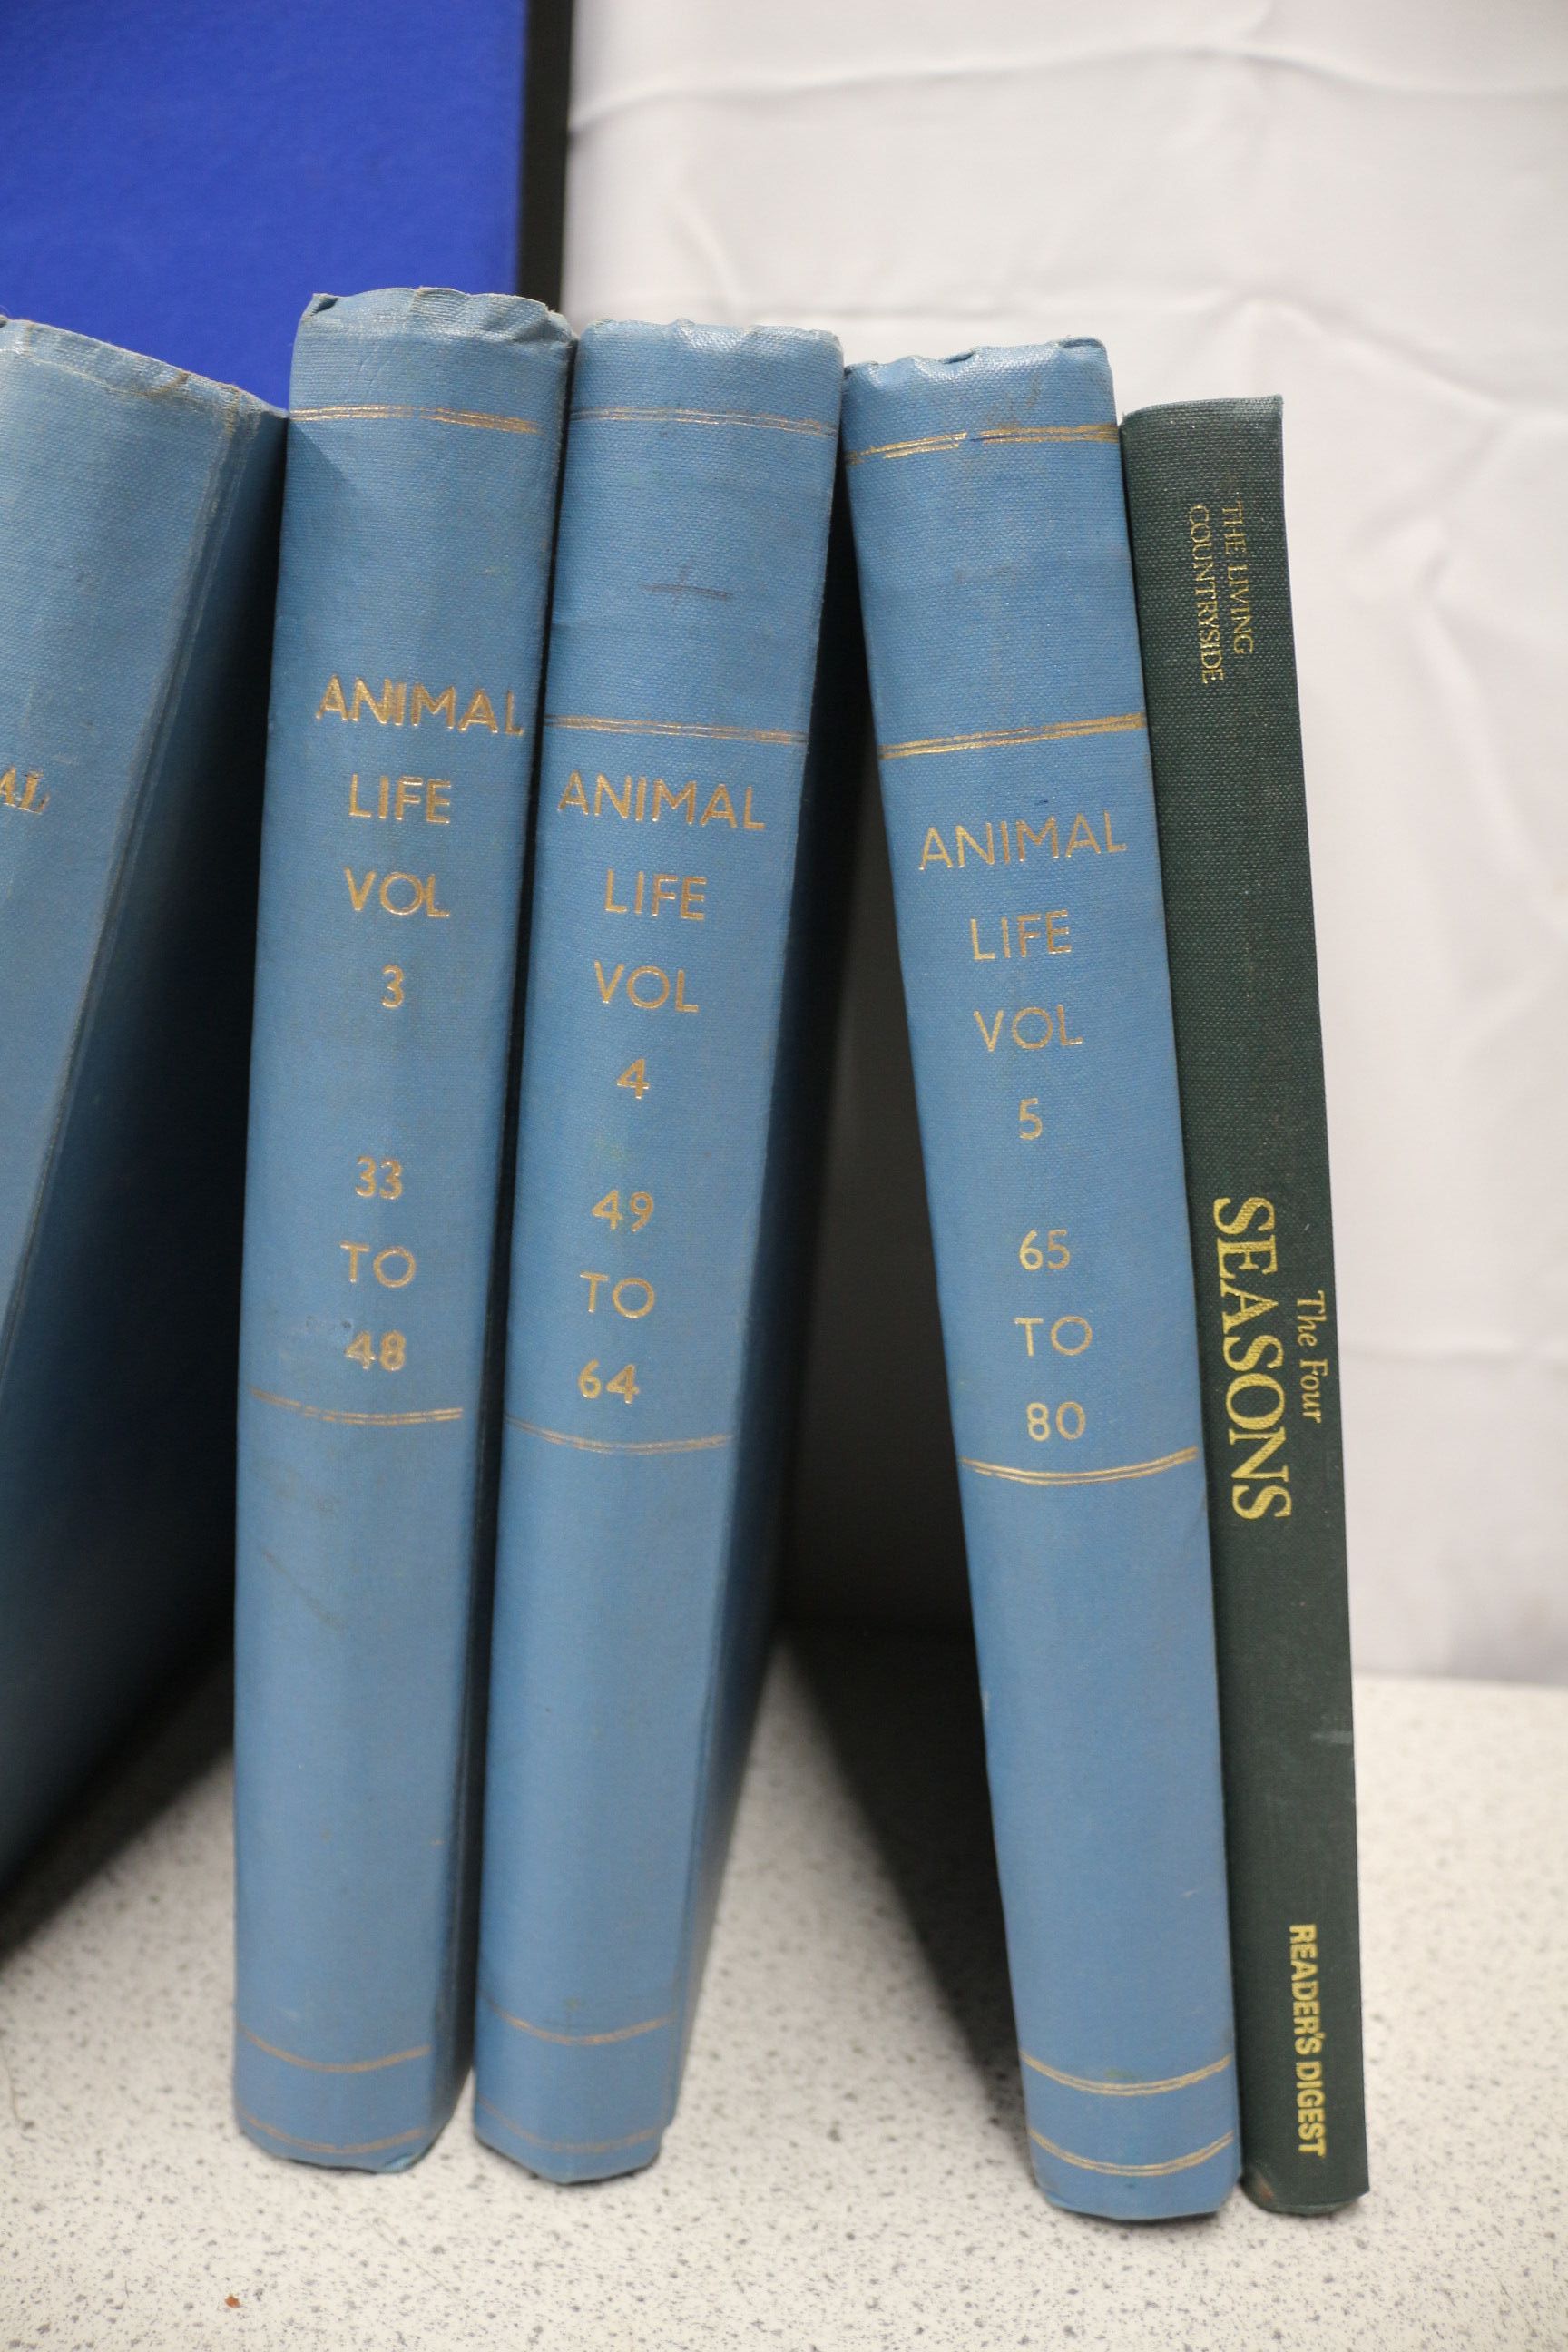 ANIMAL
LIFE
VOL
3
33
TO
48
ANIMAL
LIFE
VOL
4
49
TO
64
ANIMAL
LIFE
VOL
5
65
TO
80
THE LIVING
COUNTRYSIDE
The Four
SEASONS
READER'S DIGEST